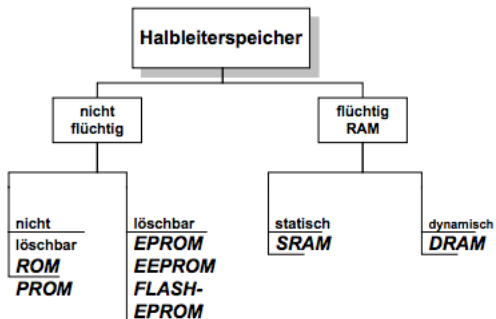 Halbleiterspeicher
nicht
flüchtig
flüchtig
RAM
nicht
löschbar
ROM
PROM
löschbar
EPROM
EEPROM
FLASH-
EPROM
statisch
SRAM
dynamisch
DRAM